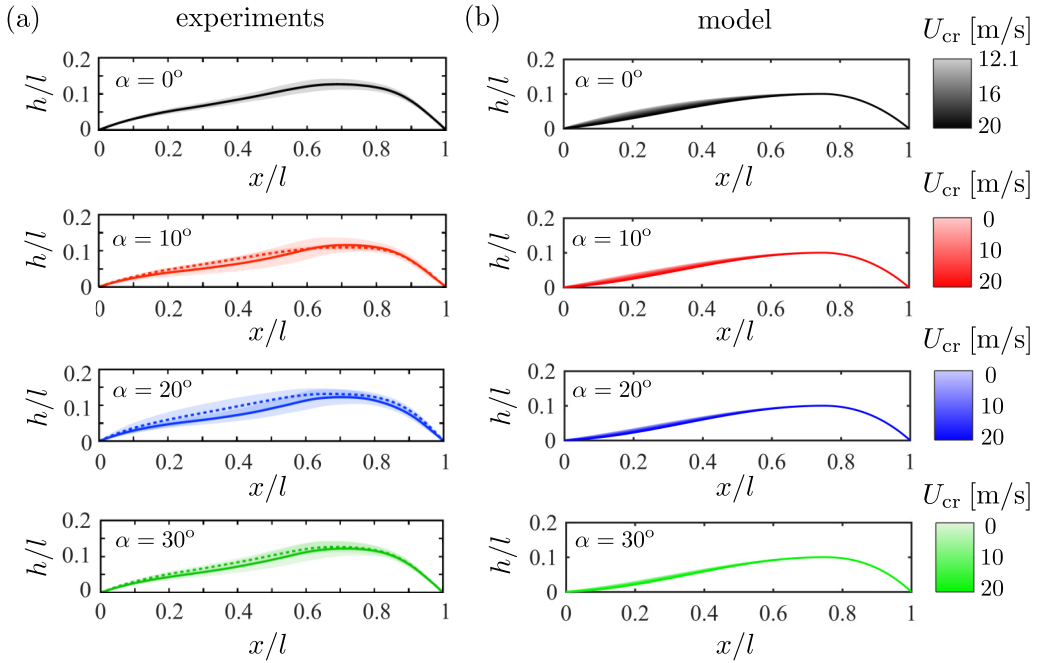 (a) experiments (b) model
U_cr [m/s]
h/l 0.2 0.1 0 α = 0° 0 0.2 0.4 0.6 0.8 1 x/l
h/l 0.2 0.1 0 α = 0° 0 0.2 0.4 0.6 0.8 1 x/l
12.1 16 20
U_cr [m/s]
h/l 0.2 0.1 0 α = 10° 0 0.2 0.4 0.6 0.8 1 x/l
h/l 0.2 0.1 0 α = 10° 0 0.2 0.4 0.6 0.8 1 x/l
0 10 20
U_cr [m/s]
h/l 0.2 0.1 0 α = 20° 0 0.2 0.4 0.6 0.8 1 x/l
h/l 0.2 0.1 0 α = 20° 0 0.2 0.4 0.6 0.8 1 x/l
0 10 20
U_cr [m/s]
h/l 0.2 0.1 0 α = 30° 0 0.2 0.4 0.6 0.8 1 x/l
h/l 0.2 0.1 0 α = 30° 0 0.2 0.4 0.6 0.8 1 x/l
0 10 20